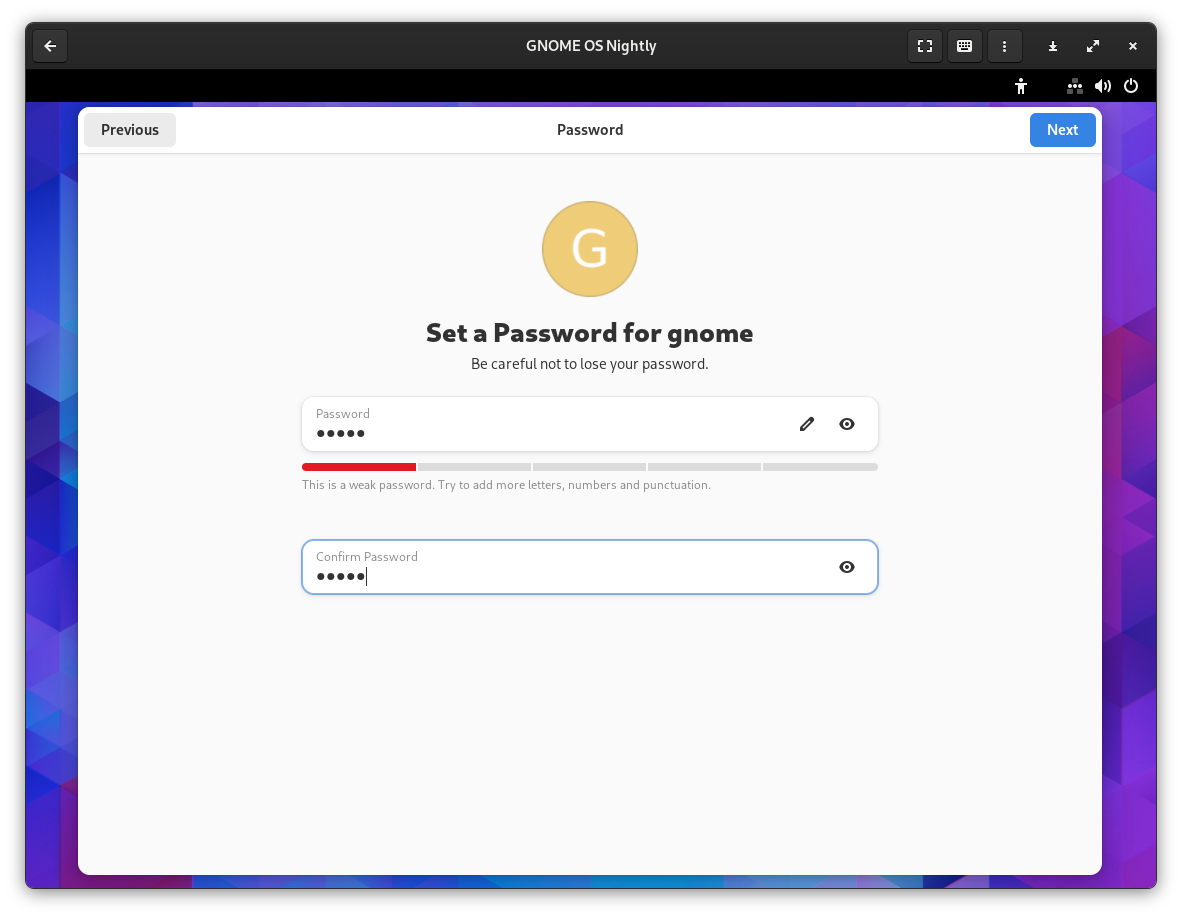 GNOME OS Nightly
Previous
Password
Next
G
Set a Password for gnome
Be careful not to lose your password.
Password
●●●●●
This is a weak password. Try to add more letters, numbers and punctuation.
Confirm Password
●●●●●